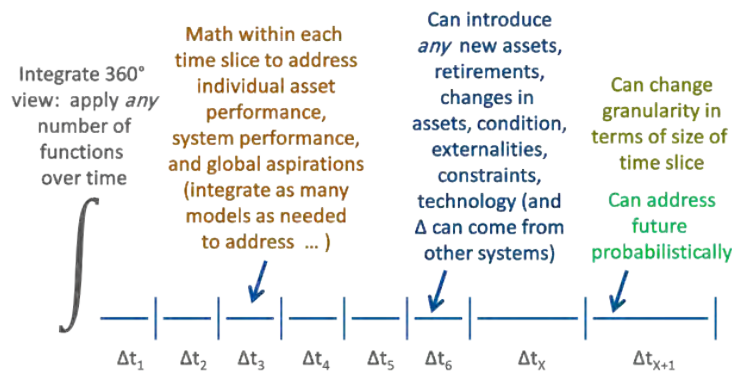 Integrate 360°
view: apply any
number of
functions
over time
Math within each
time slice to address
individual asset
performance,
system performance,
and global aspirations
(integrate as many
models as needed
to address ... )
Can introduce
any new assets,
retirements,
changes in
assets, condition,
externalities,
constraints,
technology (and
Δ can come from
other systems)
Can change
granularity in
terms of size of
time slice
Can address
future
probabilistically
∫
Δt₁ Δt₂ Δt₃ Δt₄ Δt₅ Δt₆ Δtₓ Δtₓ₊₁